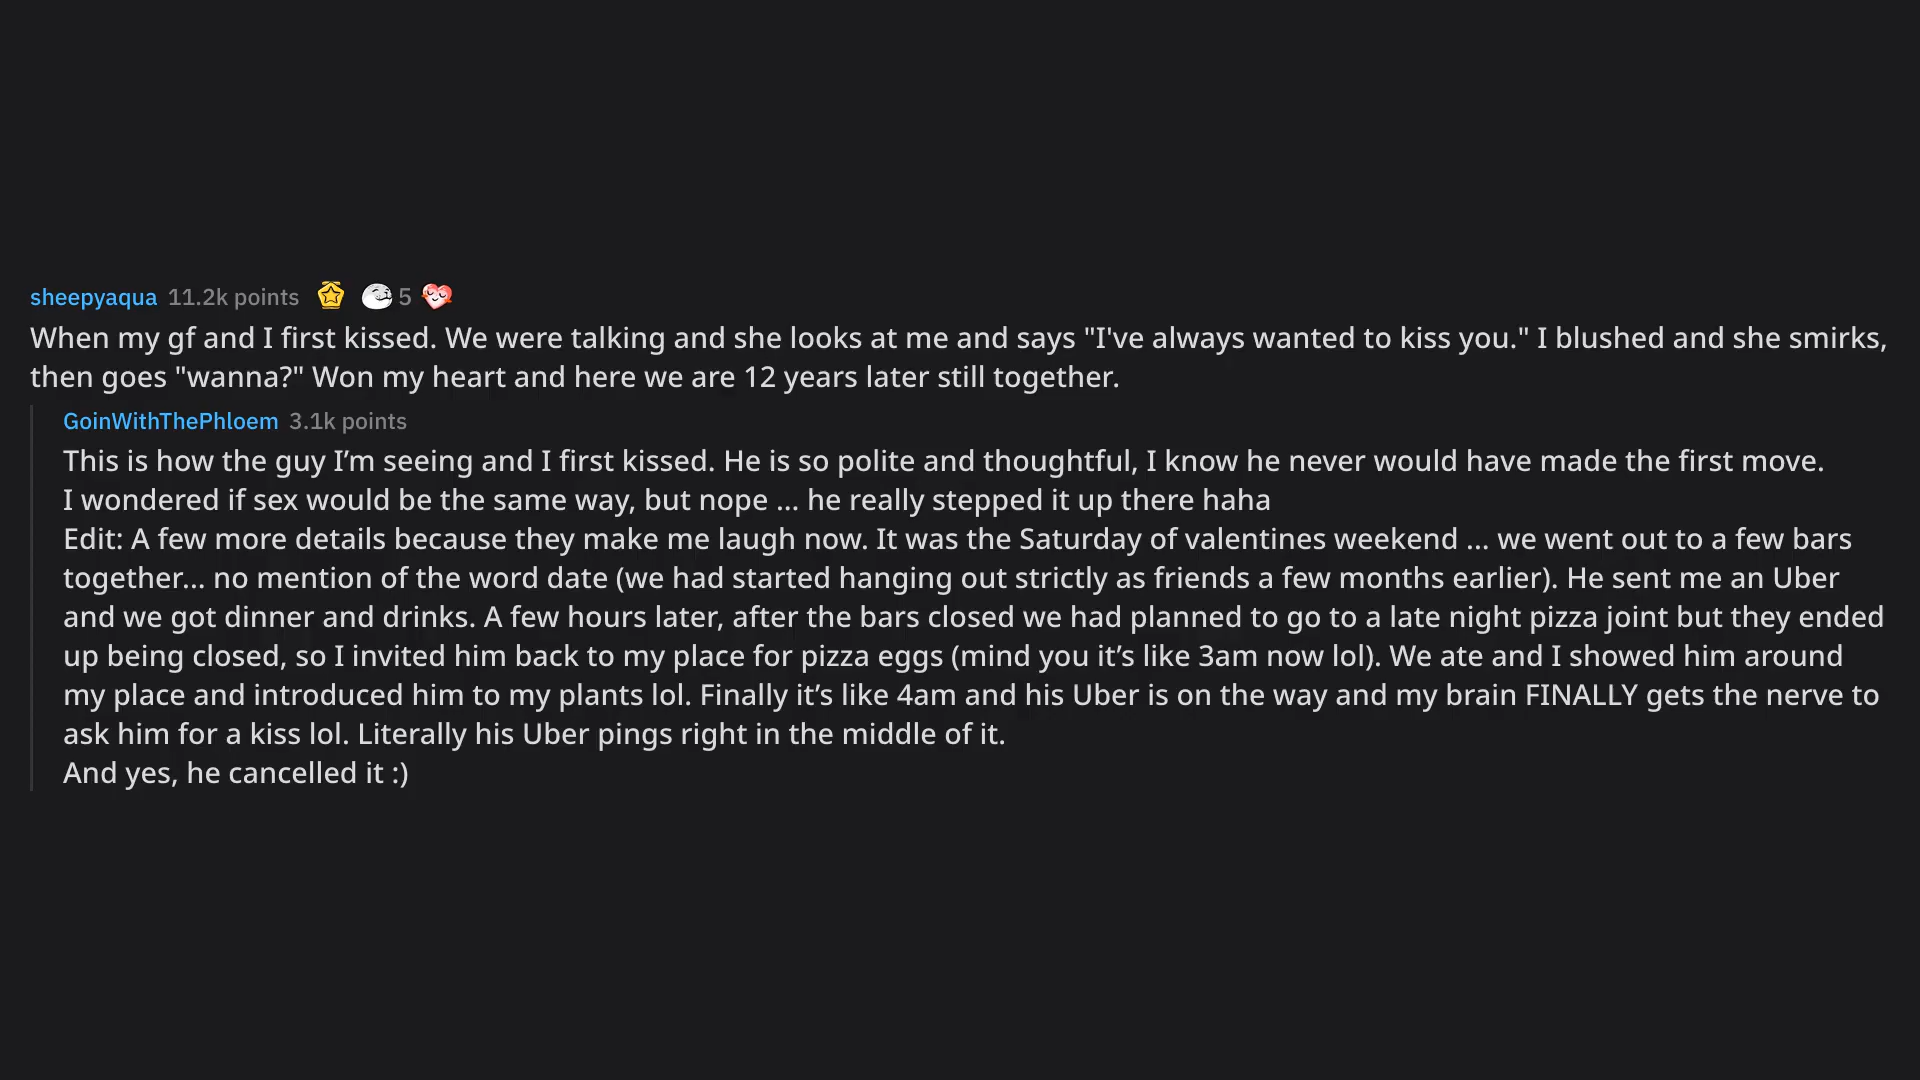 sheepyaqua 11.2k points 5
When my gf and I first kissed. We were talking and she looks at me and says "I've always wanted to kiss you." I blushed and she smirks,
then goes "wanna?" Won my heart and here we are 12 years later still together.
GoinWithThePhloem 3.1k points
This is how the guy I’m seeing and I first kissed. He is so polite and thoughtful, I know he never would have made the first move.
I wondered if sex would be the same way, but nope ... he really stepped it up there haha
Edit: A few more details because they make me laugh now. It was the Saturday of valentines weekend ... we went out to a few bars
together... no mention of the word date (we had started hanging out strictly as friends a few months earlier). He sent me an Uber
and we got dinner and drinks. A few hours later, after the bars closed we had planned to go to a late night pizza joint but they ended
up being closed, so I invited him back to my place for pizza eggs (mind you it’s like 3am now lol). We ate and I showed him around
my place and introduced him to my plants lol. Finally it’s like 4am and his Uber is on the way and my brain FINALLY gets the nerve to
ask him for a kiss lol. Literally his Uber pings right in the middle of it.
And yes, he cancelled it :)